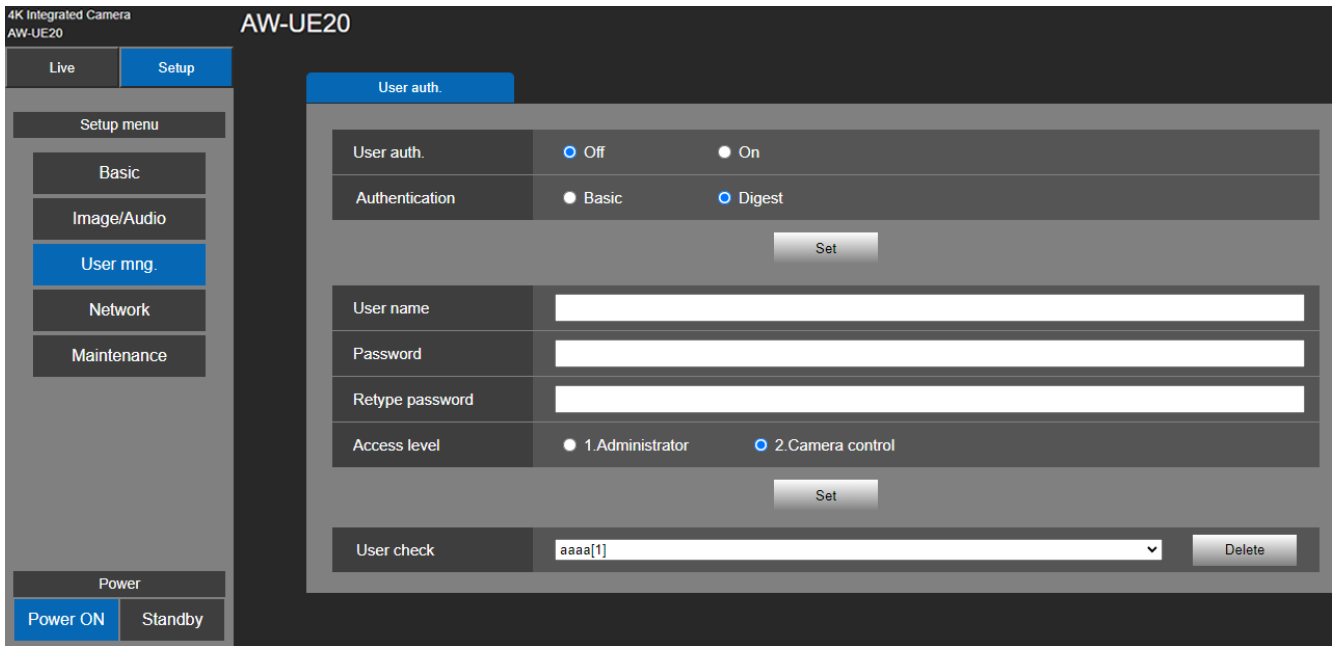 4K Integrated Camera
AW-UE20
AW-UE20
Live Setup
User auth.
Setup menu
Basic
Image/Audio
User mng.
Network
Maintenance
User auth. Off On
Authentication Basic Digest
Set
User name
Password
Retype password
Access level 1.Administrator 2.Camera control
Set
User check aaaa[1] Delete
Power
Power ON Standby